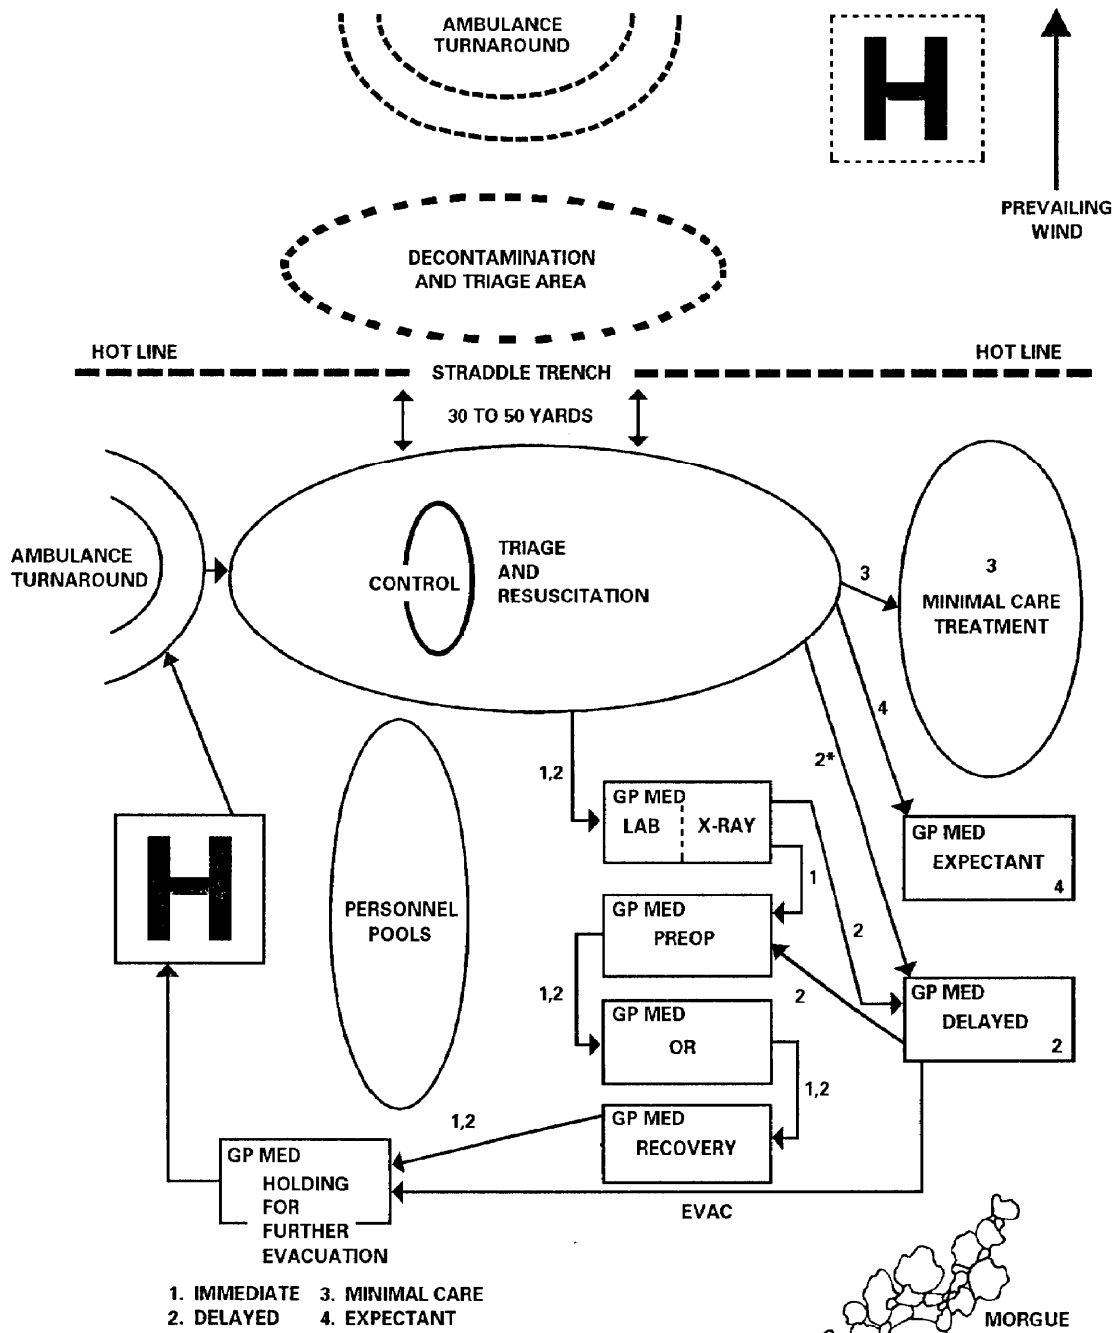 AMBULANCE
TURNAROUND
H
PREVAILING
WIND
DECONTAMINATION
AND TRIAGE AREA
HOT LINE
HOT LINE
STRADDLE TRENCH
30 TO 50 YARDS
AMBULANCE
TURNAROUND
CONTROL
TRIAGE
AND
RESUSCITATION
3
3
MINIMAL CARE
TREATMENT
4
2*
1,2
GP MED
LAB
X-RAY
GP MED
EXPECTANT
4
1
H
PERSONNEL
POOLS
GP MED
PREOP
2
1,2
2
GP MED
DELAYED
2
GP MED
OR
1,2
1,2
GP MED
RECOVERY
GP MED
HOLDING
FOR
FURTHER
EVACUATION
EVAC
1. IMMEDIATE 3. MINIMAL CARE
2. DELAYED 4. EXPECTANT
MORGUE